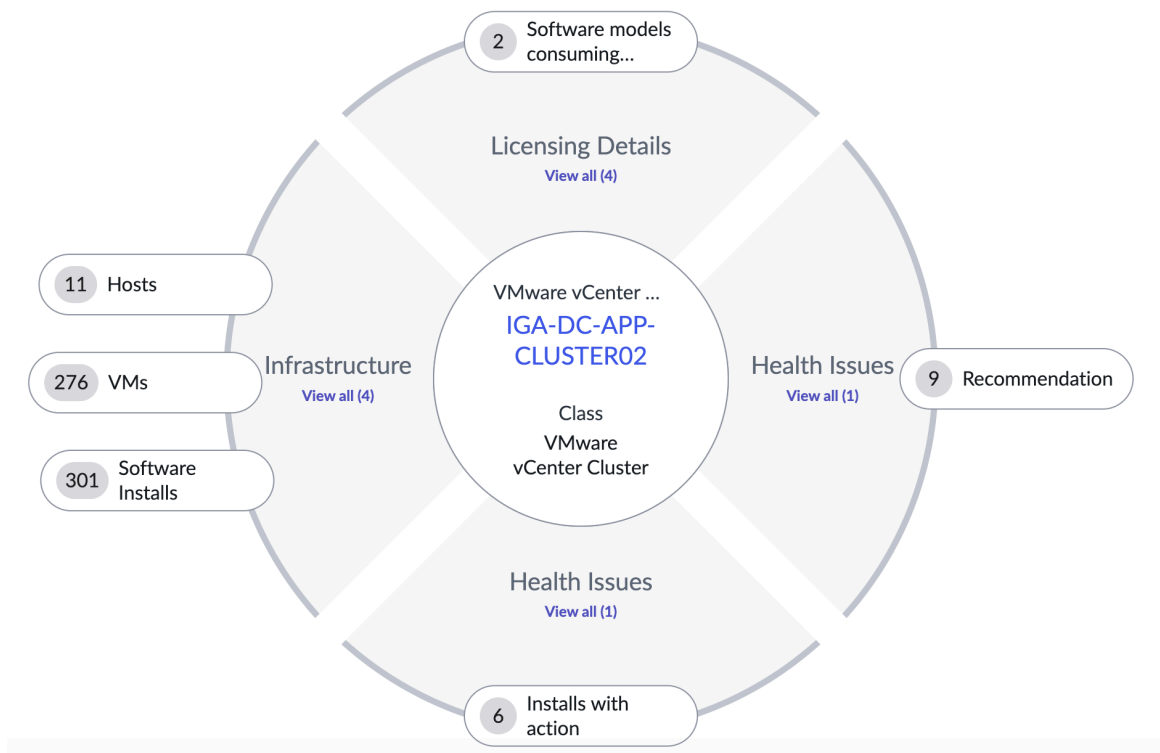 2
Software models
consuming...
Licensing Details
View all (4)
11
Hosts
276
VMs
301
Software
Installs
Infrastructure
View all (4)
VMware vCenter ...
IGA-DC-APP-
CLUSTER02
Class
VMware
vCenter Cluster
Health Issues
View all (1)
9
Recommendation
Health Issues
View all (1)
6
Installs with
action